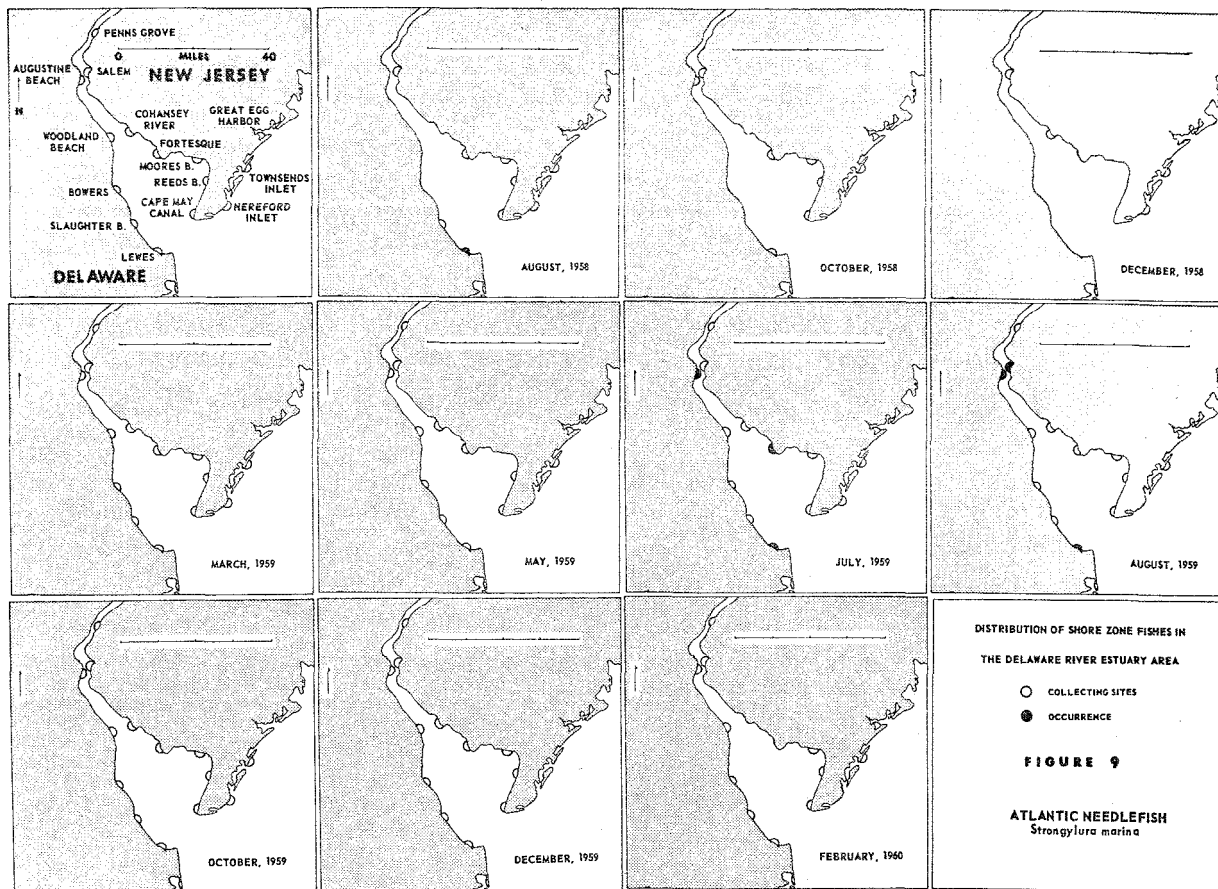 PENNS GROVE
0 MILES 40
AUGUSTINE BEACH
SALEM
NEW JERSEY
N
COHANSEY RIVER
GREAT EGG HARBOR
WOODLAND BEACH
FORTESQUE
MOORES B.
REEDS B.
TOWNSENDS INLET
BOWERS
CAPE MAY CANAL
HEREFORD INLET
SLAUGHTER B.
LEWES
DELAWARE
AUGUST, 1958
OCTOBER, 1958
DECEMBER, 1958
MARCH, 1959
MAY, 1959
JULY, 1959
AUGUST, 1959
OCTOBER, 1959
DECEMBER, 1959
FEBRUARY, 1960
DISTRIBUTION OF SHORE ZONE FISHES IN
THE DELAWARE RIVER ESTUARY AREA
COLLECTING SITES
OCCURRENCE
FIGURE 9
ATLANTIC NEEDLEFISH
Strongylura marina